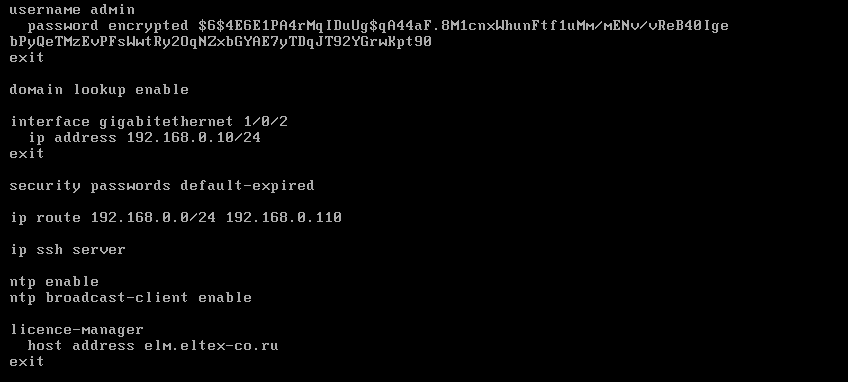 username admin
password encrypted $6$4E6E1PA4rMqIDuUg$qA44aF.8M1cnxWhunFtf1uMm/mENv/vReB40Ige
bPyQeTMzEvPFsWwtRy2OqNZxbGYAE7yTDqJT92YGrwKpt90
exit
domain lookup enable
interface gigabitethernet 1/0/2
ip address 192.168.0.10/24
exit
security passwords default-expired
ip route 192.168.0.0/24 192.168.0.110
ip ssh server
ntp enable
ntp broadcast-client enable
licence-manager
host address elm.eltex-co.ru
exit